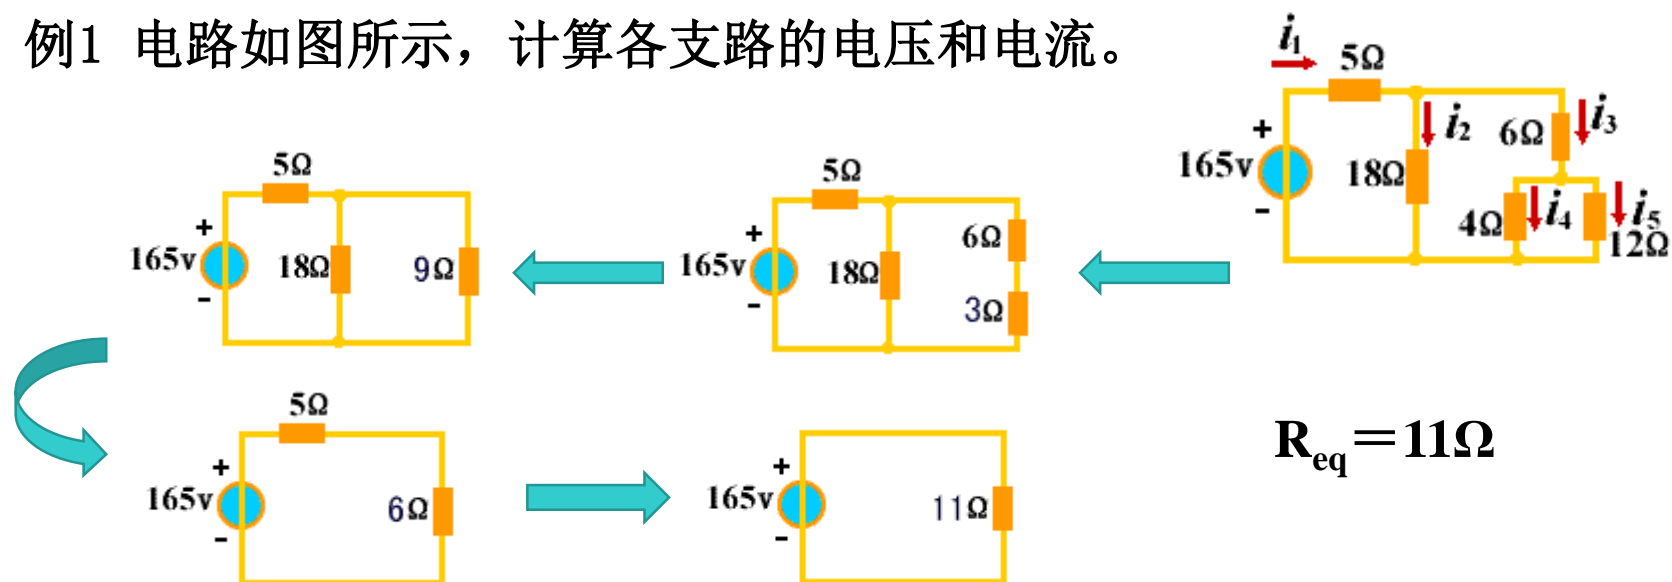 例1 电路如图所示，计算各支路的电压和电流。
i1
5Ω
+
165v
-
18Ω
i2
6Ω
i3
4Ω
i4
i5
12Ω
5Ω
+
165v
-
18Ω
6Ω
3Ω
5Ω
+
165v
-
18Ω
9Ω
5Ω
+
165v
-
6Ω
+
165v
-
11Ω
Req＝11Ω